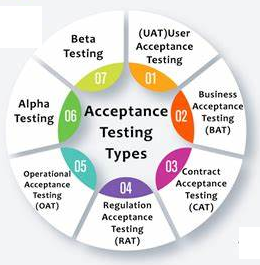 Acceptance
Testing
Types
01
(UAT)User
Acceptance
Testing
02
Business
Acceptance
Testing
(BAT)
03
Contract
Acceptance
Testing
(CAT)
04
Regulation
Acceptance
Testing
(RAT)
05
Operational
Acceptance
Testing
(OAT)
06
Alpha
Testing
07
Beta
Testing